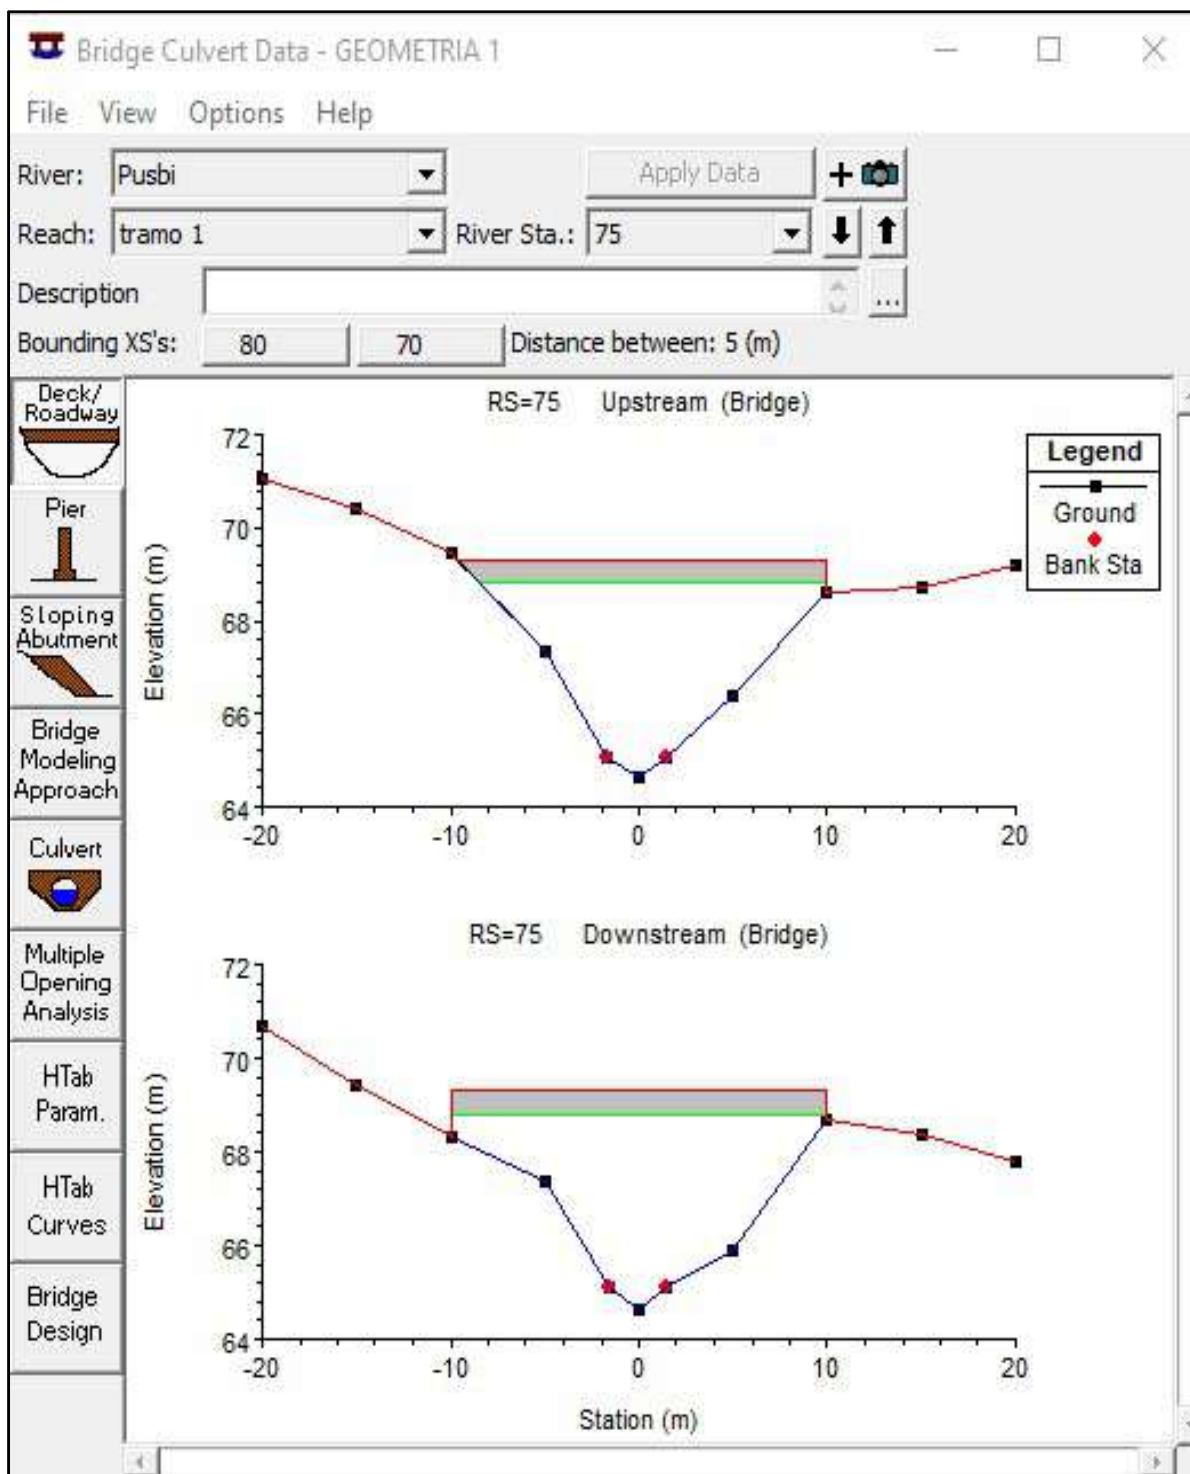 Bridge Culvert Data - GEOMETRIA 1
File View Options Help
River: Pusbi Apply Data +
Reach: tramo 1 River Sta.: 75
Description ...
Bounding XS's: 80 70 Distance between: 5 (m)
Deck/
Roadway
Pier
Sloping
Abutment
Bridge
Modeling
Approach
Culvert
Multiple
Opening
Analysis
HTab
Param.
HTab
Curves
Bridge
Design
RS=75 Upstream (Bridge)
72
70
68
66
64
Elevation (m)
-20 -10 0 10 20
Legend
Ground
Bank Sta
RS=75 Downstream (Bridge)
72
70
68
66
64
Elevation (m)
-20 -10 0 10 20
Station (m)